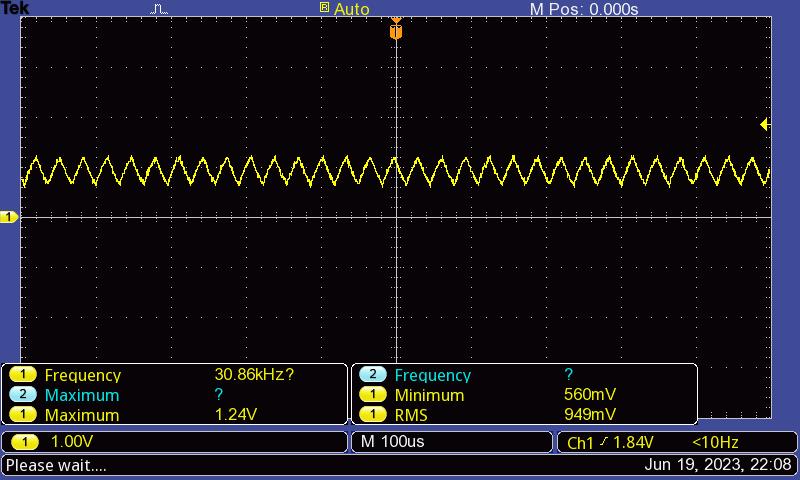 Tek R Auto M Pos: 0.000s
T
1
1 Frequency 30.86kHz? 2 Frequency ?
2 Maximum ? 1 Minimum 560mV
1 Maximum 1.24V 1 RMS 949mV
1 1.00V M 100us Ch1 1.84V <10Hz
Please wait.... Jun 19, 2023, 22:08